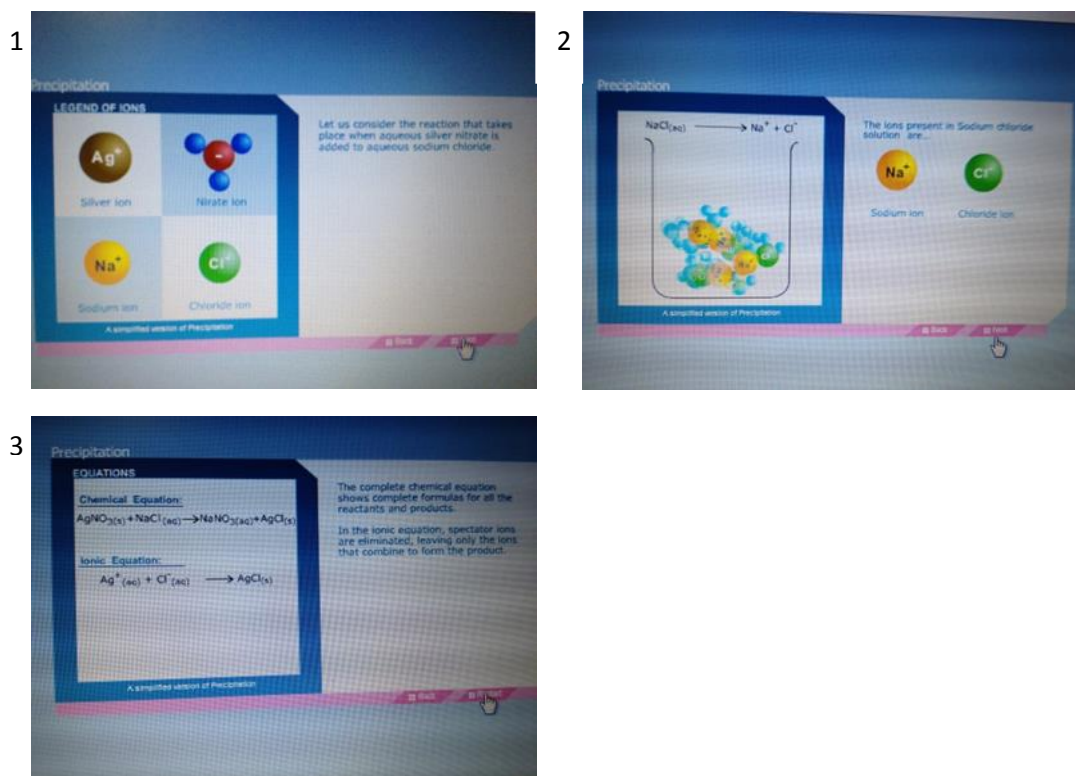 1
Precipitation
LEGEND OF IONS
Ag+
Silver ion
Nirate ion
Na+
Sodium ion
Cl-
Chloride ion
A simplified version of Precipitation
Let us consider the reaction that takes
place when aqueous silver nitrate is
added to aqueous sodium chloride.
Back
2
Precipitation
NaCl(aq) → Na+ + Cl-
A simplified version of Precipitation
The ions present in Sodium chloride
solution are...
Na+
Cl-
Sodium ion
Chloride ion
Back
Next
3
Precipitation
EQUATIONS
Chemical Equation:
AgNO3(s)+NaCl(aq)→NaNO3(aq)+AgCl(s)
Ionic Equation:
Ag+(aq) + Cl-(aq) → AgCl(s)
A simplified version of Precipitation
The complete chemical equation
shows complete formulas for all the
reactants and products.
In the ionic equation, spectator ions
are eliminated, leaving only the ions
that combine to form the product.
Back